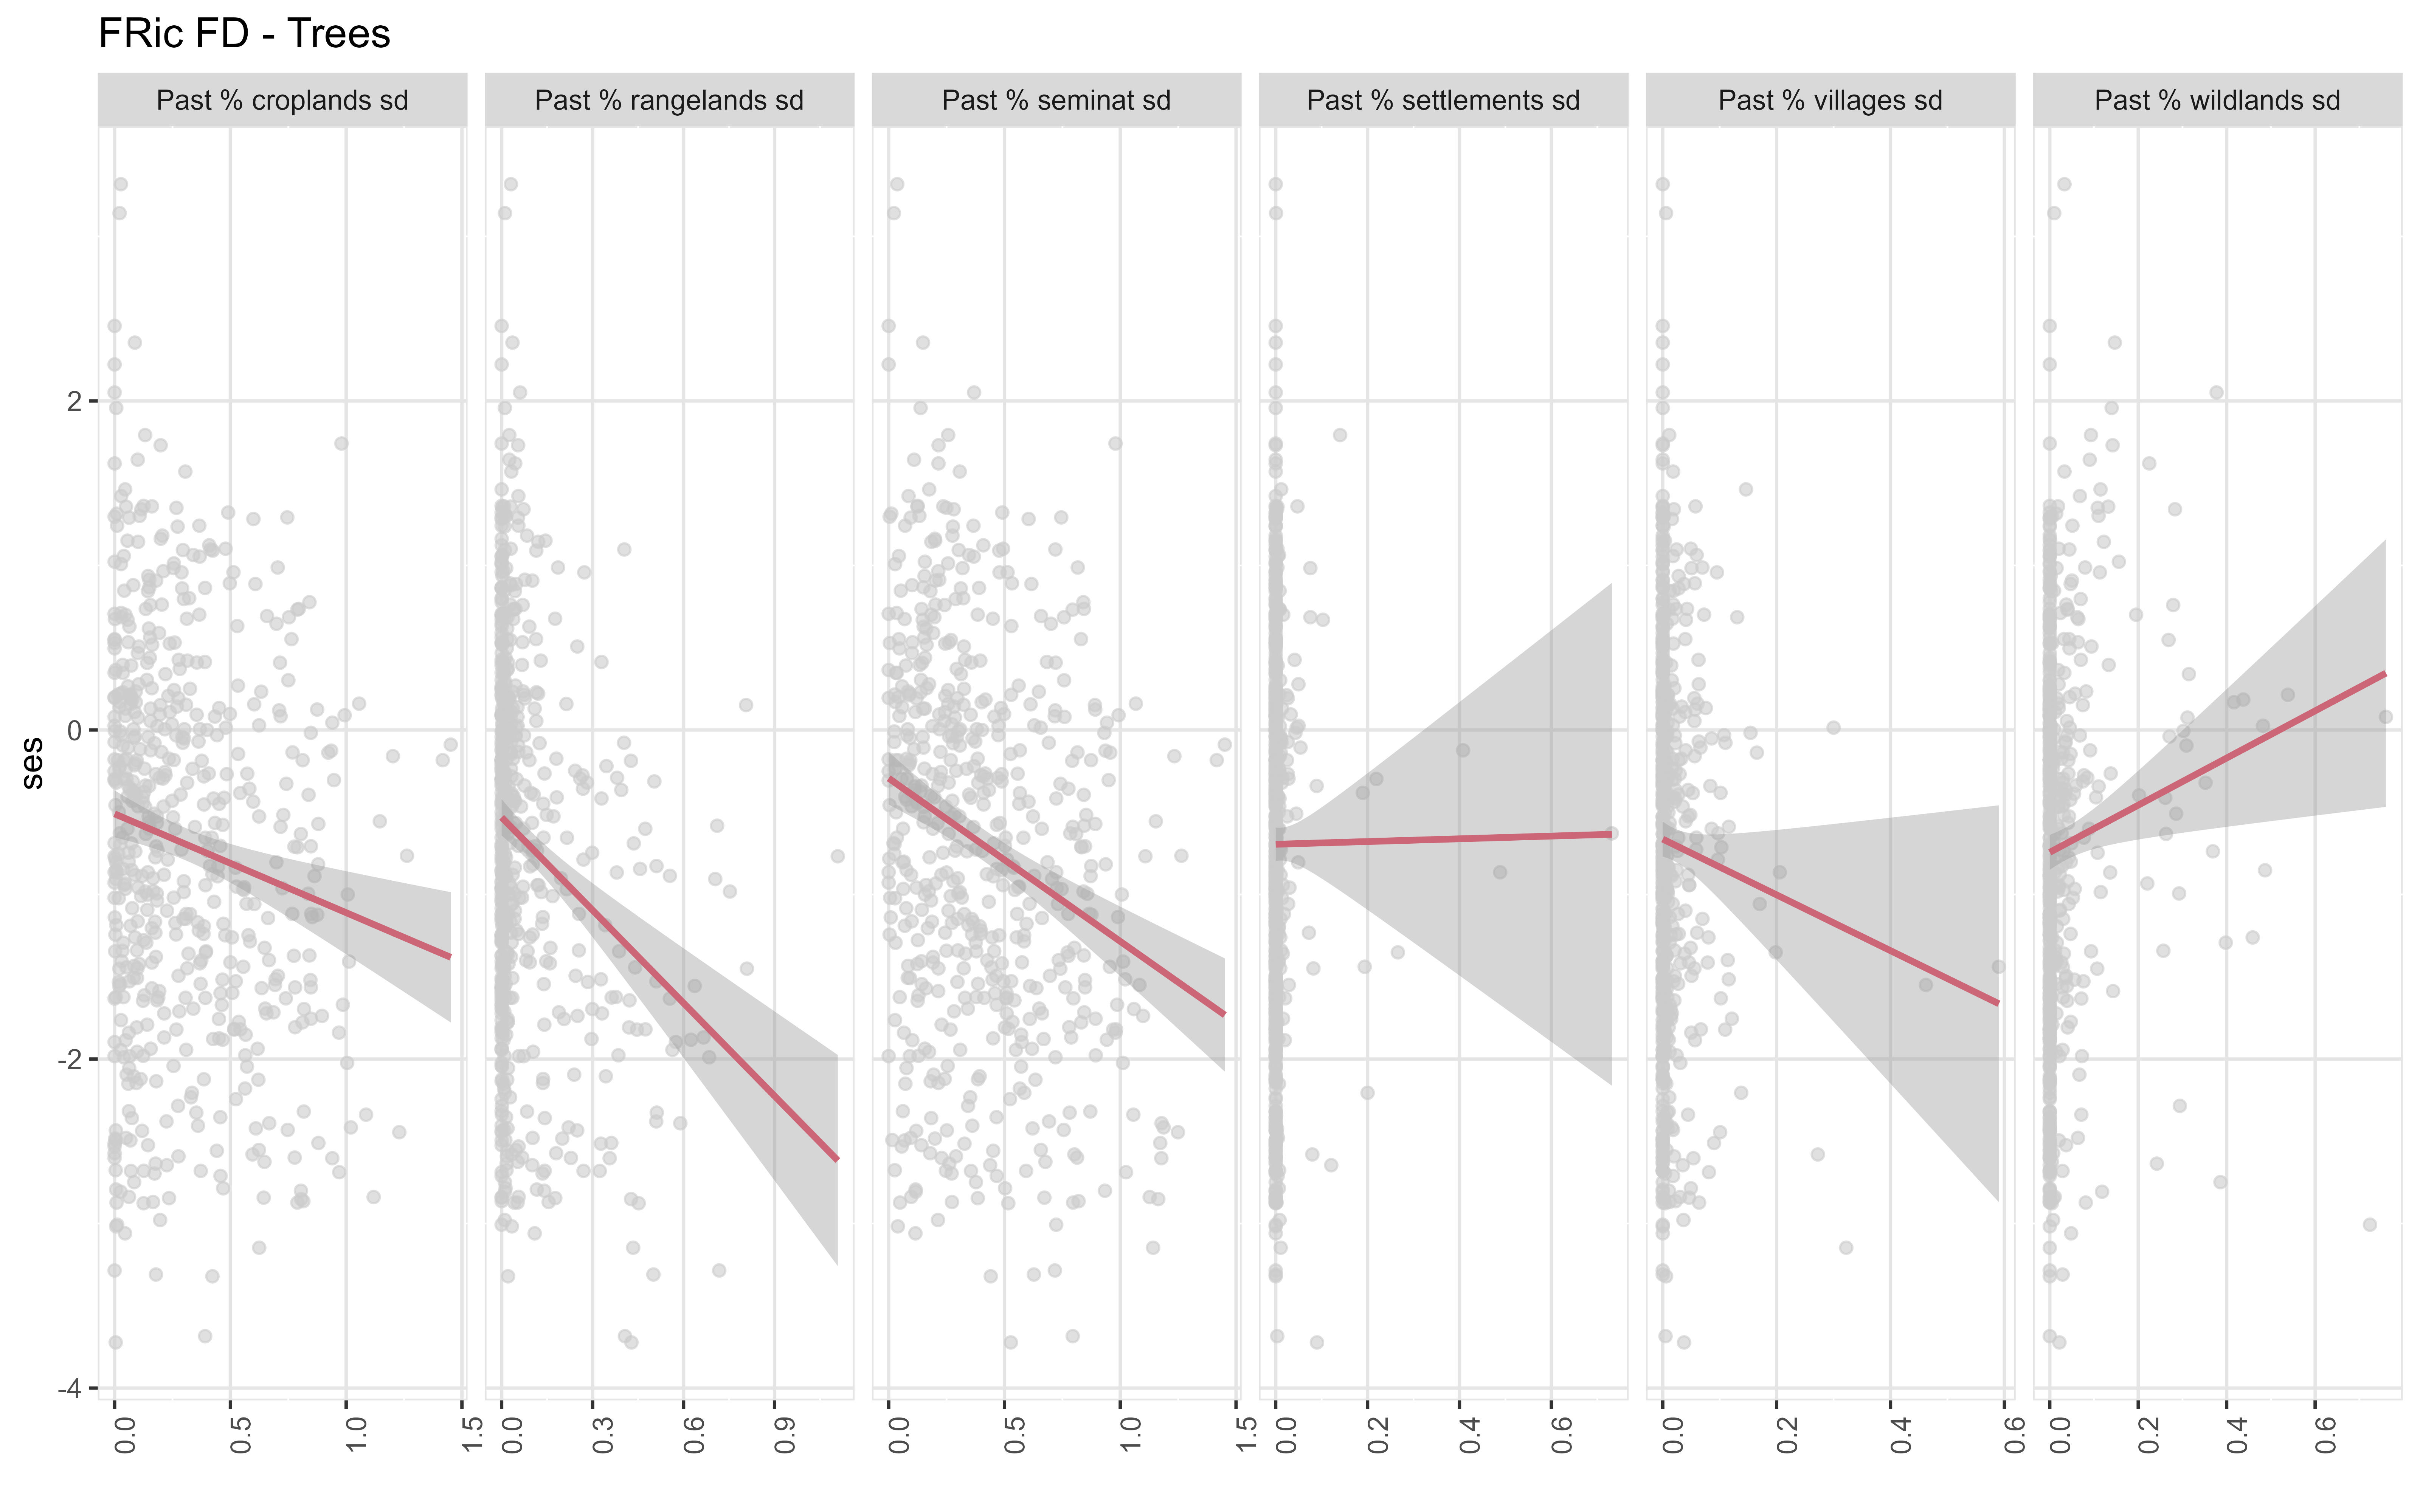 FRic FD - Trees
Past % croplands sd
Past % rangelands sd
Past % seminat sd
Past % settlements sd
Past % villages sd
Past % wildlands sd
ses
2
0
-2
-4
0.0 0.5 1.0 1.5
0.0 0.3 0.6 0.9
0.0 0.5 1.0 1.5
0.0 0.2 0.4 0.6
0.0 0.2 0.4 0.6
0.0 0.2 0.4 0.6